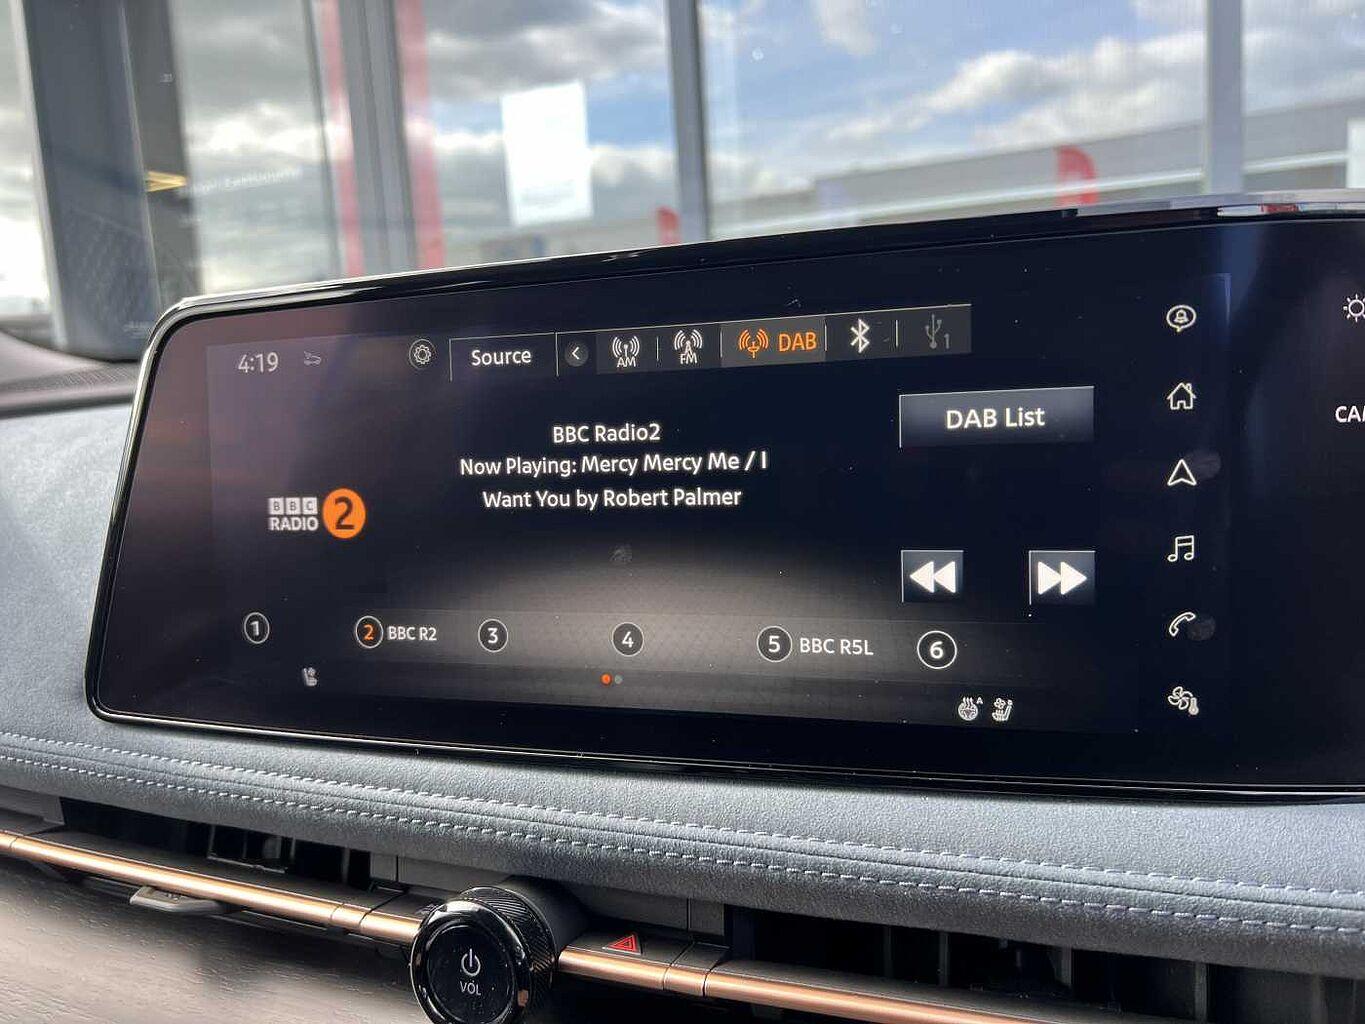 4:19
Source
AM
FM
DAB
1
DAB List
CA
BBC Radio2
Now Playing: Mercy Mercy Me / I
Want You by Robert Palmer
BBC
RADIO 2
1
2 BBC R2
3
4
5 BBC R5L
6
A
VOL